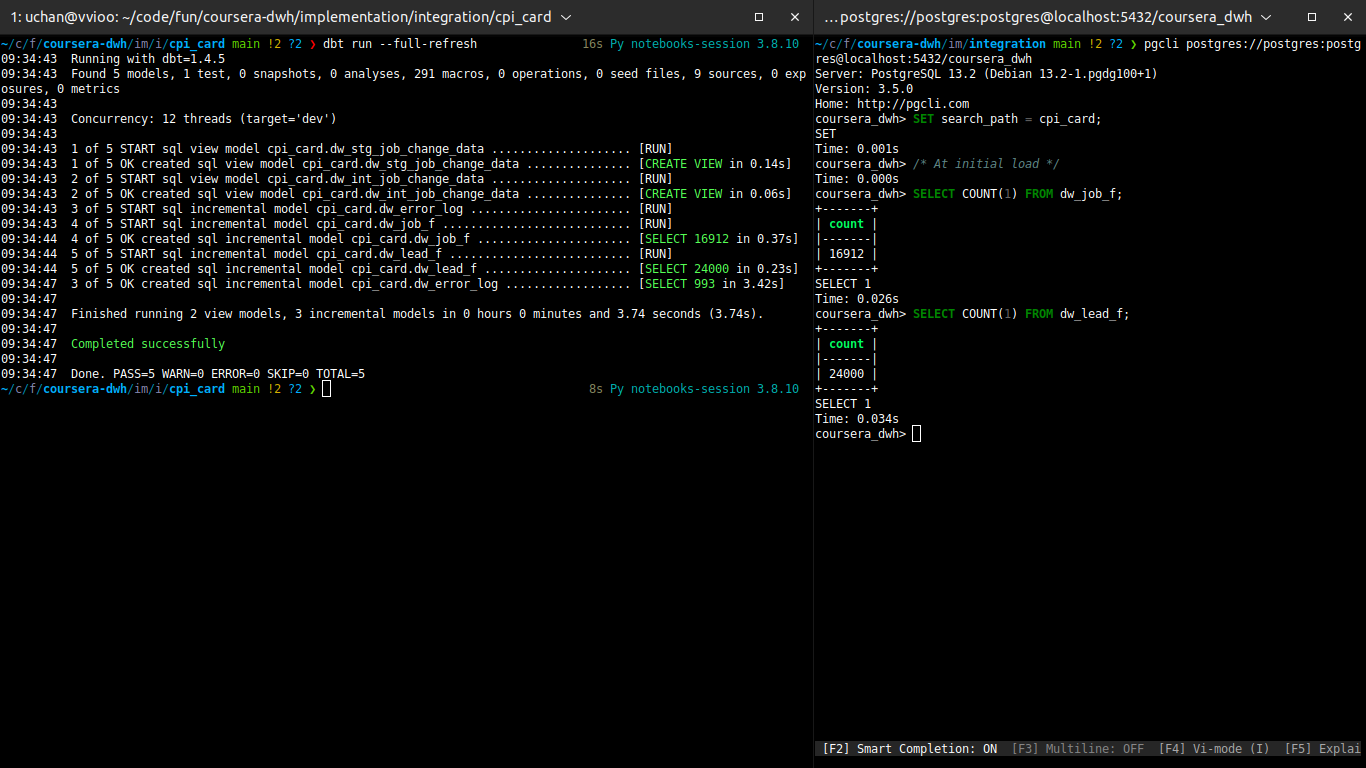 1: uchan@vvioo: ~/code/fun/coursera-dwh/implementation/integration/cpi_card
~/c/f/coursera-dwh/im/i/cpi_card main !2 ?2 ❯ dbt run --full-refresh 16s Py notebooks-session 3.8.10
09:34:43 Running with dbt=1.4.5
09:34:43 Found 5 models, 1 test, 0 snapshots, 0 analyses, 291 macros, 0 operations, 0 seed files, 9 sources, 0 exp
osures, 0 metrics
09:34:43
09:34:43 Concurrency: 12 threads (target='dev')
09:34:43
09:34:43 1 of 5 START sql view model cpi_card.dw_stg_job_change_data .................... [RUN]
09:34:43 1 of 5 OK created sql view model cpi_card.dw_stg_job_change_data ............... [CREATE VIEW in 0.14s]
09:34:43 2 of 5 START sql view model cpi_card.dw_int_job_change_data .................... [RUN]
09:34:43 2 of 5 OK created sql view model cpi_card.dw_int_job_change_data ............... [CREATE VIEW in 0.06s]
09:34:43 3 of 5 START sql incremental model cpi_card.dw_error_log ....................... [RUN]
09:34:43 4 of 5 START sql incremental model cpi_card.dw_job_f ........................... [RUN]
09:34:44 4 of 5 OK created sql incremental model cpi_card.dw_job_f ...................... [SELECT 16912 in 0.37s]
09:34:44 5 of 5 START sql incremental model cpi_card.dw_lead_f .......................... [RUN]
09:34:44 5 of 5 OK created sql incremental model cpi_card.dw_lead_f ..................... [SELECT 24000 in 0.23s]
09:34:47 3 of 5 OK created sql incremental model cpi_card.dw_error_log .................. [SELECT 993 in 3.42s]
09:34:47
09:34:47 Finished running 2 view models, 3 incremental models in 0 hours 0 minutes and 3.74 seconds (3.74s).
09:34:47
09:34:47 Completed successfully
09:34:47
09:34:47 Done. PASS=5 WARN=0 ERROR=0 SKIP=0 TOTAL=5
~/c/f/coursera-dwh/im/i/cpi_card main !2 ?2 ❯ 8s Py notebooks-session 3.8.10
…postgres://postgres:postgres@localhost:5432/coursera_dwh
~/c/f/coursera-dwh/im/integration main !2 ?2 ❯ pgcli postgres://postgres:postg
res@localhost:5432/coursera_dwh
Server: PostgreSQL 13.2 (Debian 13.2-1.pgdg100+1)
Version: 3.5.0
Home: http://pgcli.com
coursera_dwh> SET search_path = cpi_card;
SET
Time: 0.001s
coursera_dwh> /* At initial load */
Time: 0.000s
coursera_dwh> SELECT COUNT(1) FROM dw_job_f;
+-------+
| count |
|-------|
| 16912 |
+-------+
SELECT 1
Time: 0.026s
coursera_dwh> SELECT COUNT(1) FROM dw_lead_f;
+-------+
| count |
|-------|
| 24000 |
+-------+
SELECT 1
Time: 0.034s
coursera_dwh>
[F2] Smart Completion: ON [F3] Multiline: OFF [F4] Vi-mode (I) [F5] Explai